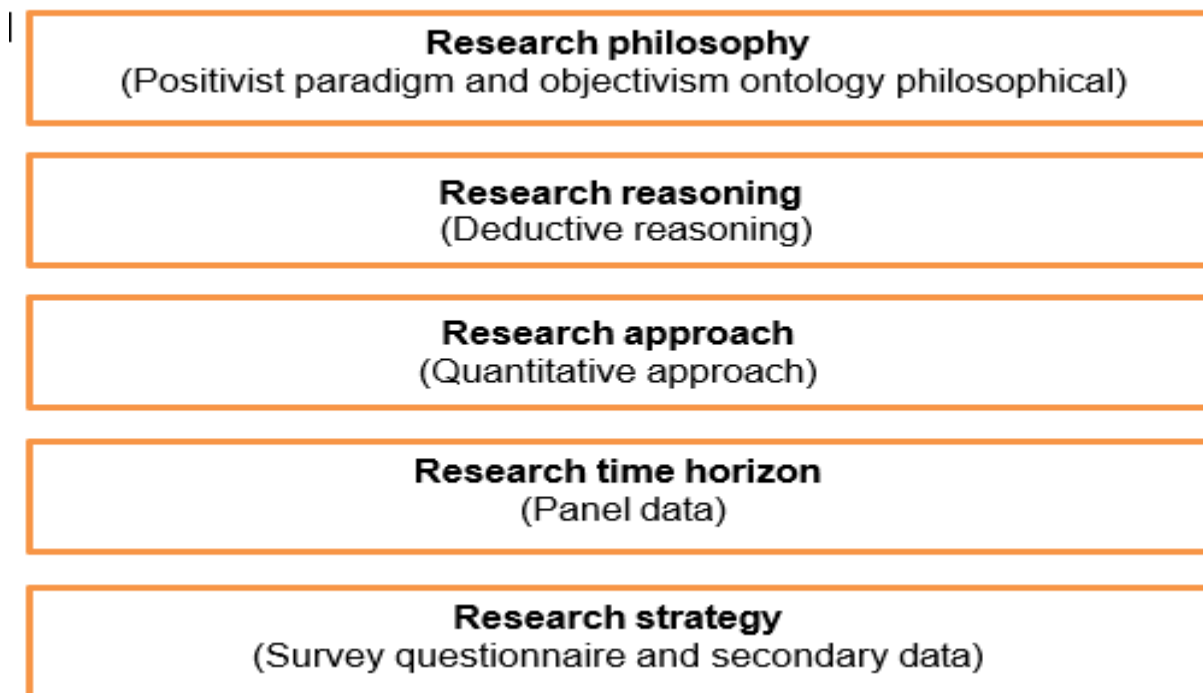 Research philosophy
(Positivist paradigm and objectivism ontology philosophical)
Research reasoning
(Deductive reasoning)
Research approach
(Quantitative approach)
Research time horizon
(Panel data)
Research strategy
(Survey questionnaire and secondary data)